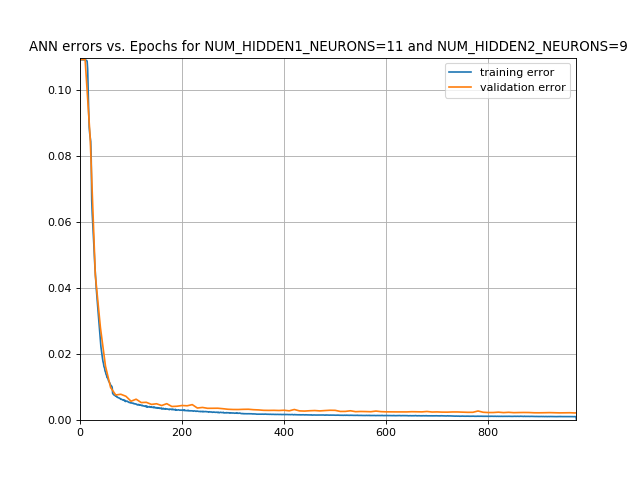 ANN errors vs. Epochs for NUM_HIDDEN1_NEURONS=11 and NUM_HIDDEN2_NEURONS=9
training error
validation error
0.10
0.08
0.06
0.04
0.02
0.00
0 200 400 600 800